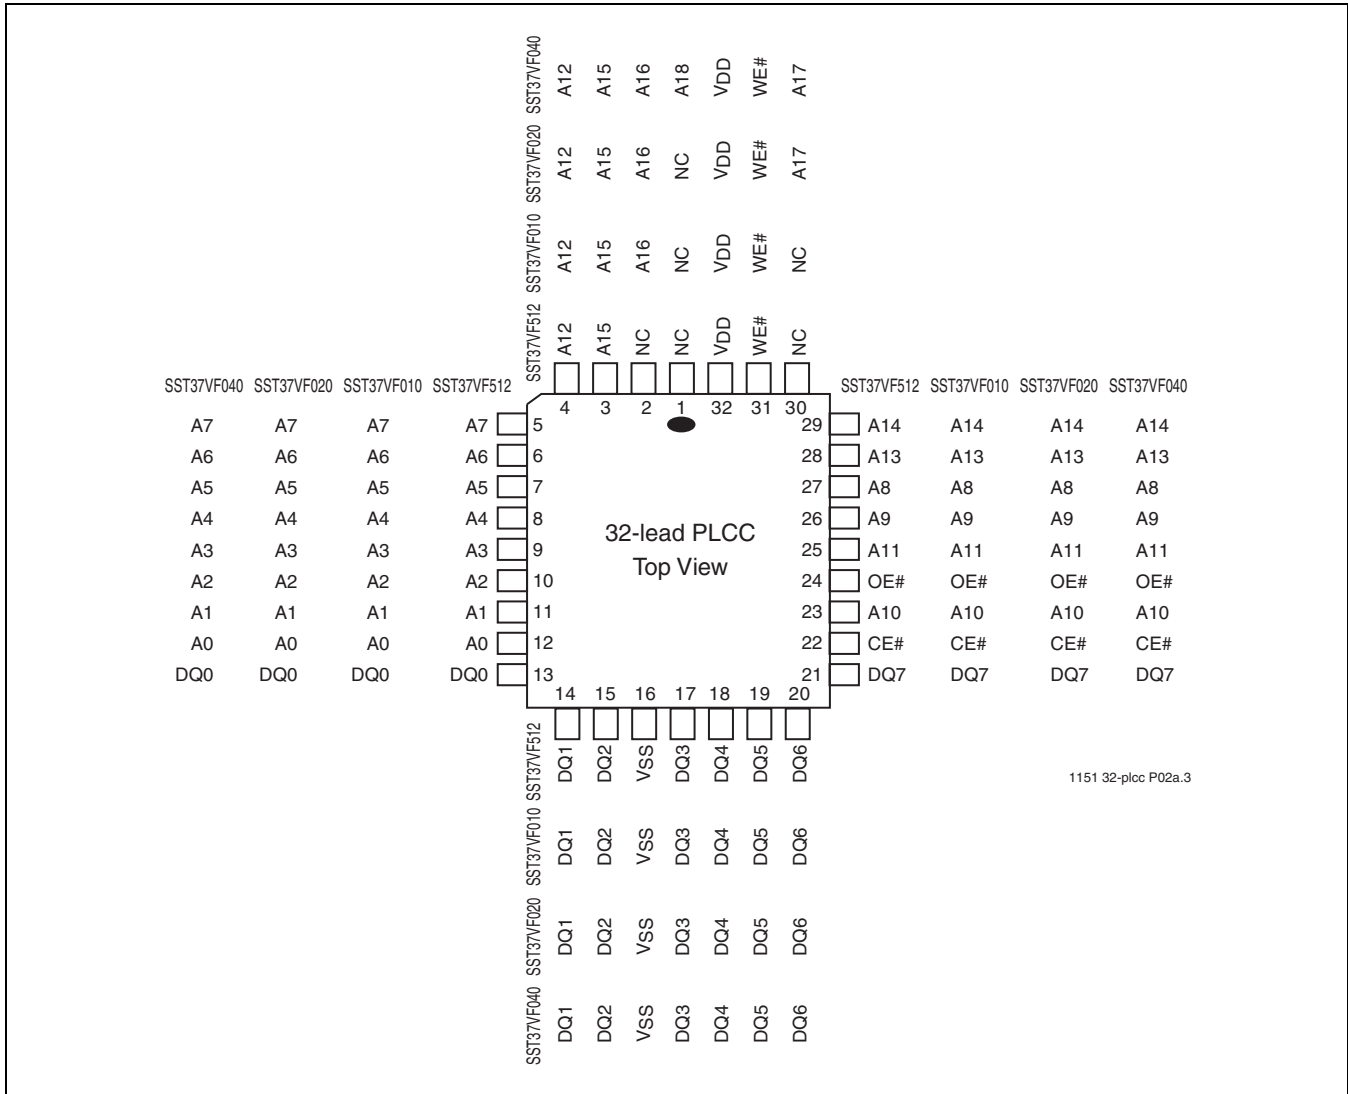 SST37VF040 A12 A15 A16 A18 VDD WE# A17
SST37VF020 A12 A15 A16 NC VDD WE# A17
SST37VF010 A12 A15 A16 NC VDD WE# NC
SST37VF512 A12 A15 NC NC VDD WE# NC
SST37VF040 SST37VF020 SST37VF010 SST37VF512 SST37VF512 SST37VF010 SST37VF020 SST37VF040
4 3 2 1 32 31 30
A7 A7 A7 A7 5 29 A14 A14 A14 A14
A6 A6 A6 A6 6 28 A13 A13 A13 A13
A5 A5 A5 A5 7 27 A8 A8 A8 A8
A4 A4 A4 A4 8 26 A9 A9 A9 A9
32-lead PLCC
A3 A3 A3 A3 9 25 A11 A11 A11 A11
Top View
A2 A2 A2 A2 10 24 OE# OE# OE# OE#
A1 A1 A1 A1 11 23 A10 A10 A10 A10
A0 A0 A0 A0 12 22 CE# CE# CE# CE#
DQ0 DQ0 DQ0 DQ0 13 21 DQ7 DQ7 DQ7 DQ7
14 15 16 17 18 19 20
SST37VF512 DQ1 DQ2 VSS DQ3 DQ4 DQ5 DQ6
1151 32-plcc P02a.3
SST37VF010 DQ1 DQ2 VSS DQ3 DQ4 DQ5 DQ6
SST37VF020 DQ1 DQ2 VSS DQ3 DQ4 DQ5 DQ6
SST37VF040 DQ1 DQ2 VSS DQ3 DQ4 DQ5 DQ6